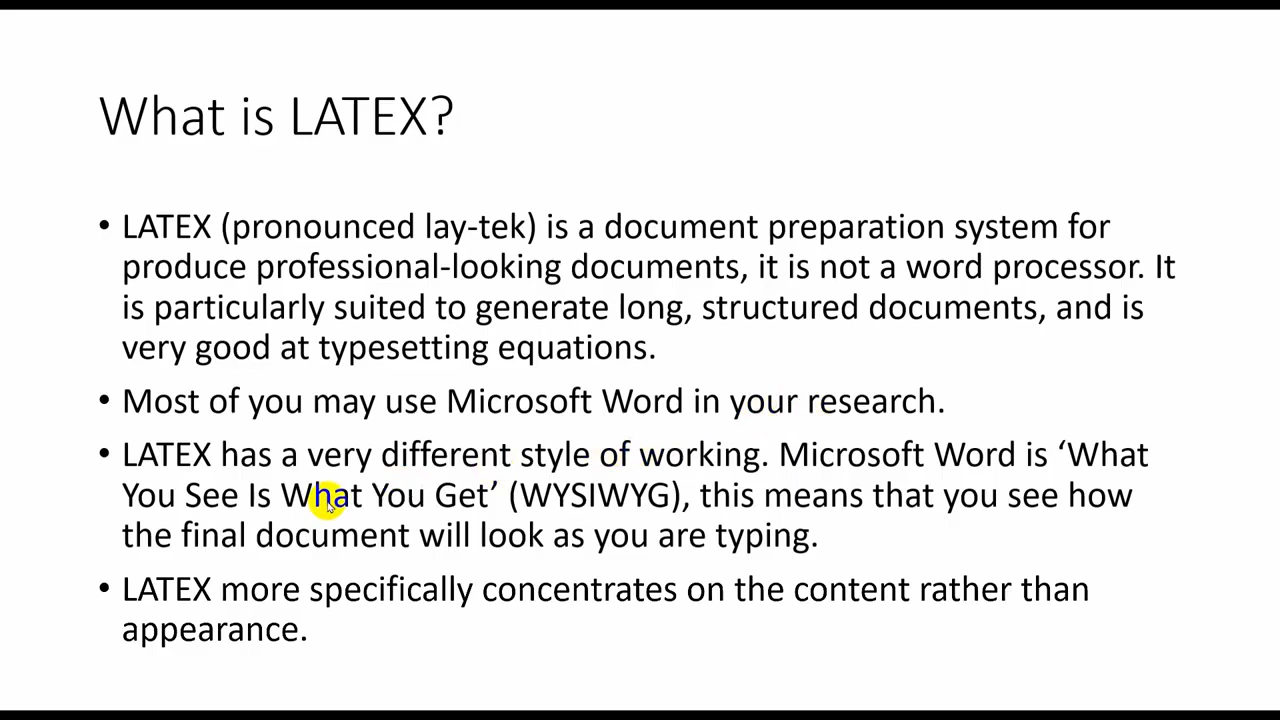 What is LATEX?
• LATEX (pronounced lay-tek) is a document preparation system for
produce professional-looking documents, it is not a word processor. It
is particularly suited to generate long, structured documents, and is
very good at typesetting equations.
• Most of you may use Microsoft Word in your research.
• LATEX has a very different style of working. Microsoft Word is ‘What
You See Is What You Get’ (WYSIWYG), this means that you see how
the final document will look as you are typing.
• LATEX more specifically concentrates on the content rather than
appearance.